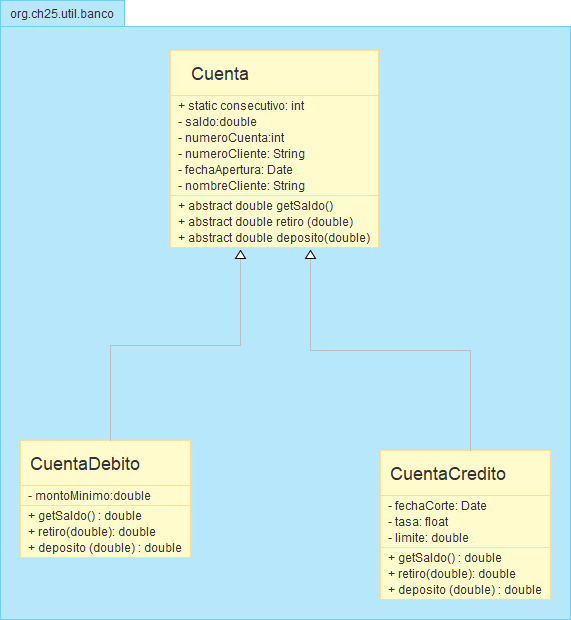 org.ch25.util.banco
Cuenta
+ static consecutivo: int
- saldo:double
- numeroCuenta:int
- numeroCliente: String
- fechaApertura: Date
- nombreCliente: String
+ abstract double getSaldo()
+ abstract double retiro (double)
+ abstract double deposito(double)
CuentaDebito
- montoMinimo:double
+ getSaldo() : double
+ retiro(double): double
+ deposito (double) : double
CuentaCredito
- fechaCorte: Date
- tasa: float
- limite: double
+ getSaldo() : double
+ retiro(double): double
+ deposito (double) : double